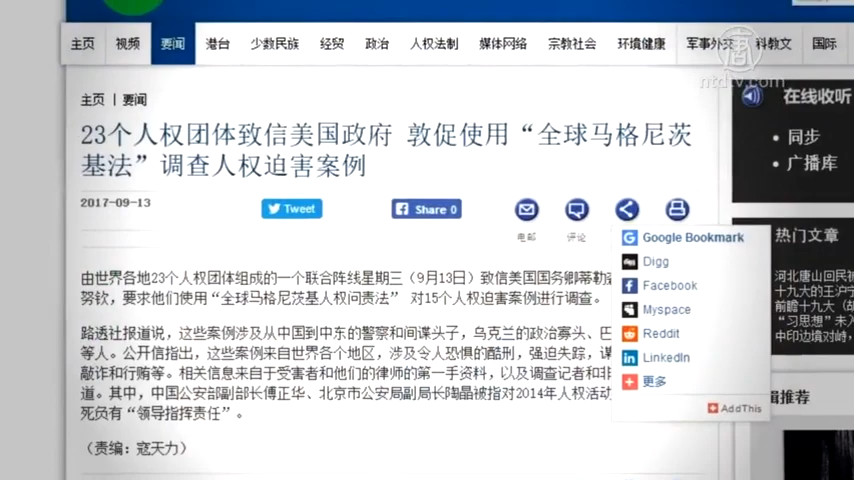 主页 视频 要闻 港台 少数民族 经贸 政治 人权法制 媒体网络 宗教社会 环境健康 军事外交 科教文 国际
ntdtv.com
主页 | 要闻
在线收听
同步
广播库
23个人权团体致信美国政府 敦促使用“全球马格尼茨
基法”调查人权迫害案例
2017-09-13
Tweet
Share 0
电邮
评论
Google Bookmark
Digg
Facebook
Myspace
Reddit
LinkedIn
更多
AddThis
由世界各地23个人权团体组成的一个联合阵线星期三（9月13日）致信美国国务卿蒂勒
努钦，要求他们使用“全球马格尼茨基人权问责法” 对15个人权迫害案例进行调查。
路透社报道说，这些案例涉及从中国到中东的警察和间谍头子，乌克兰的政治寡头、巴
等人。公开信指出，这些案例来自世界各个地区，涉及令人恐惧的酷刑，强迫失踪，谋
敲诈和行贿等。相关信息来自于受害者和他们的律师的第一手资料，以及调查记者和非
道。其中，中国公安部副部长傅正华、北京市公安局副局长陶晶被指对2014年人权活动
死负有“领导指挥责任”。
（责编：寇天力）
热门文章
河北唐山回民被
十九大的王沪宁
前瞻十九大（胡
“习思想”未入
中印边境对峙，
辑推荐